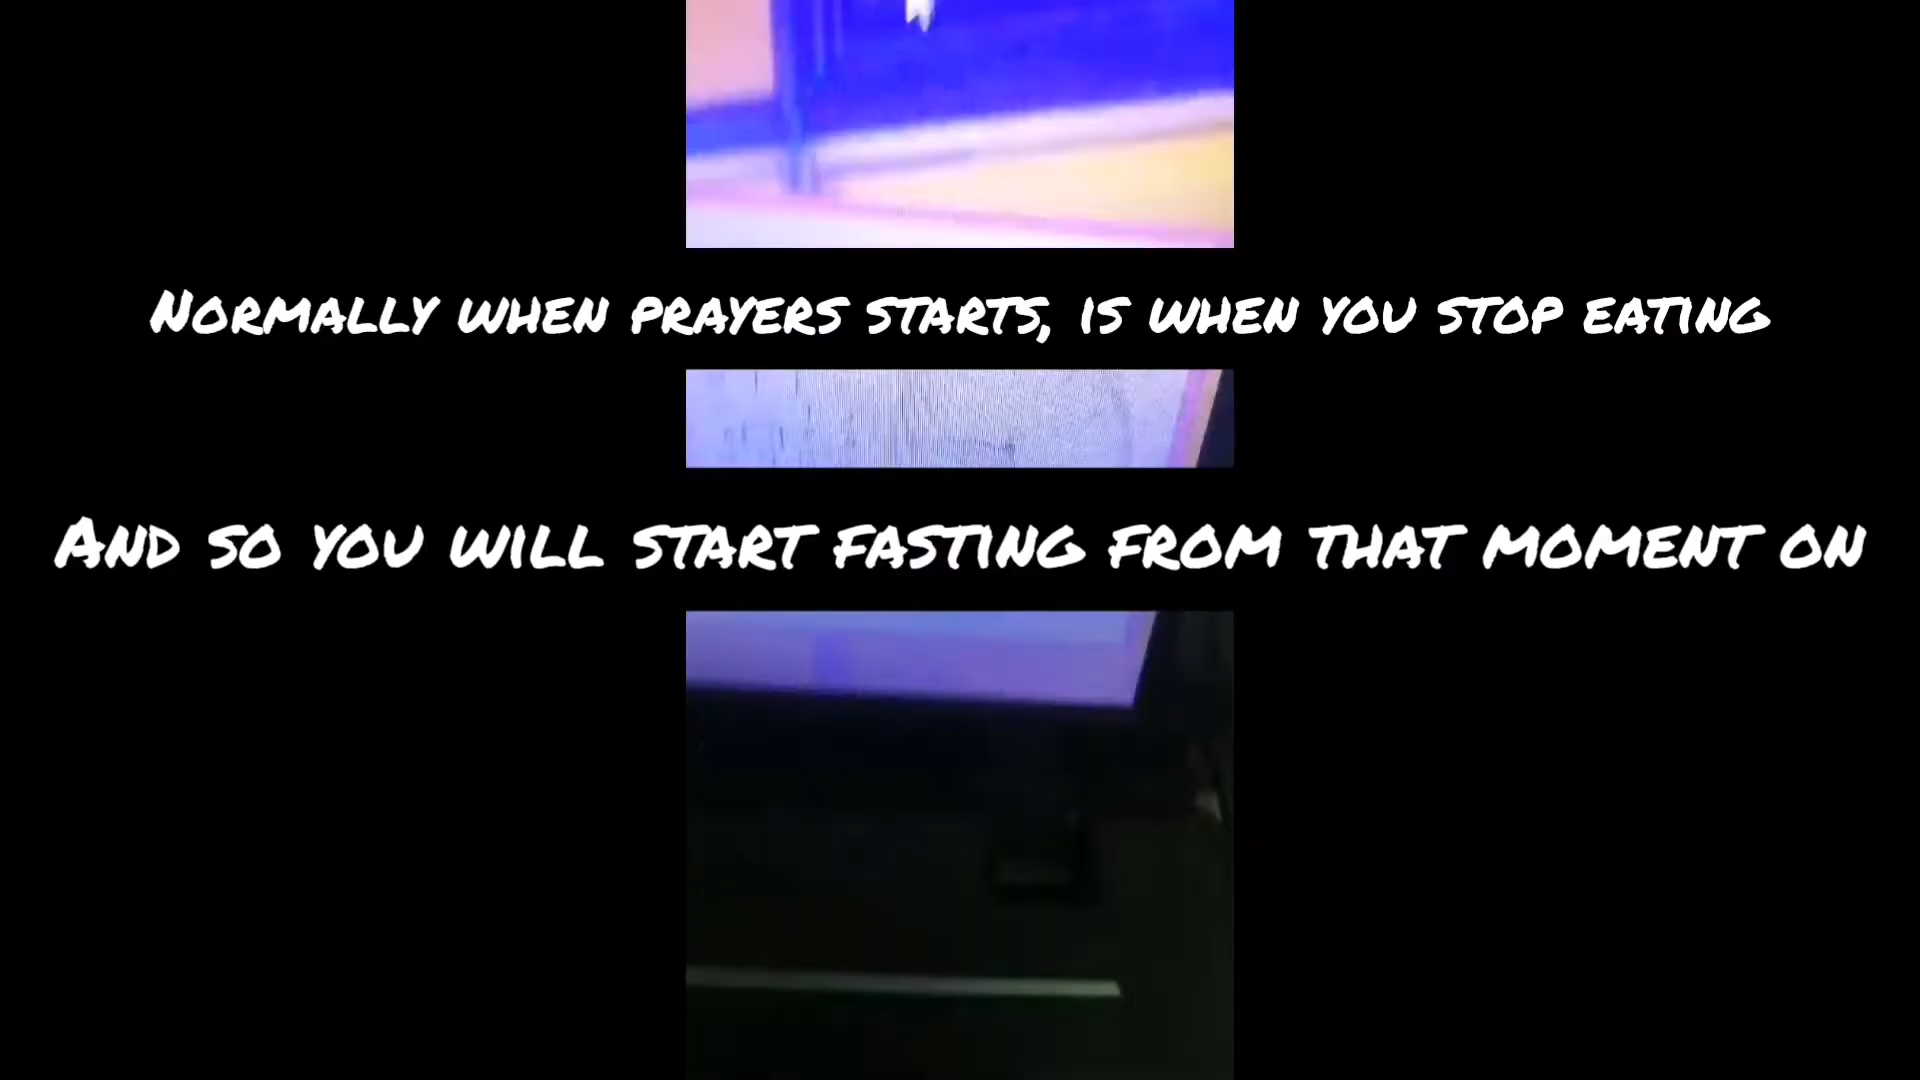 Normally when prayers starts, is when you stop eating
And so you will start fasting from that moment on